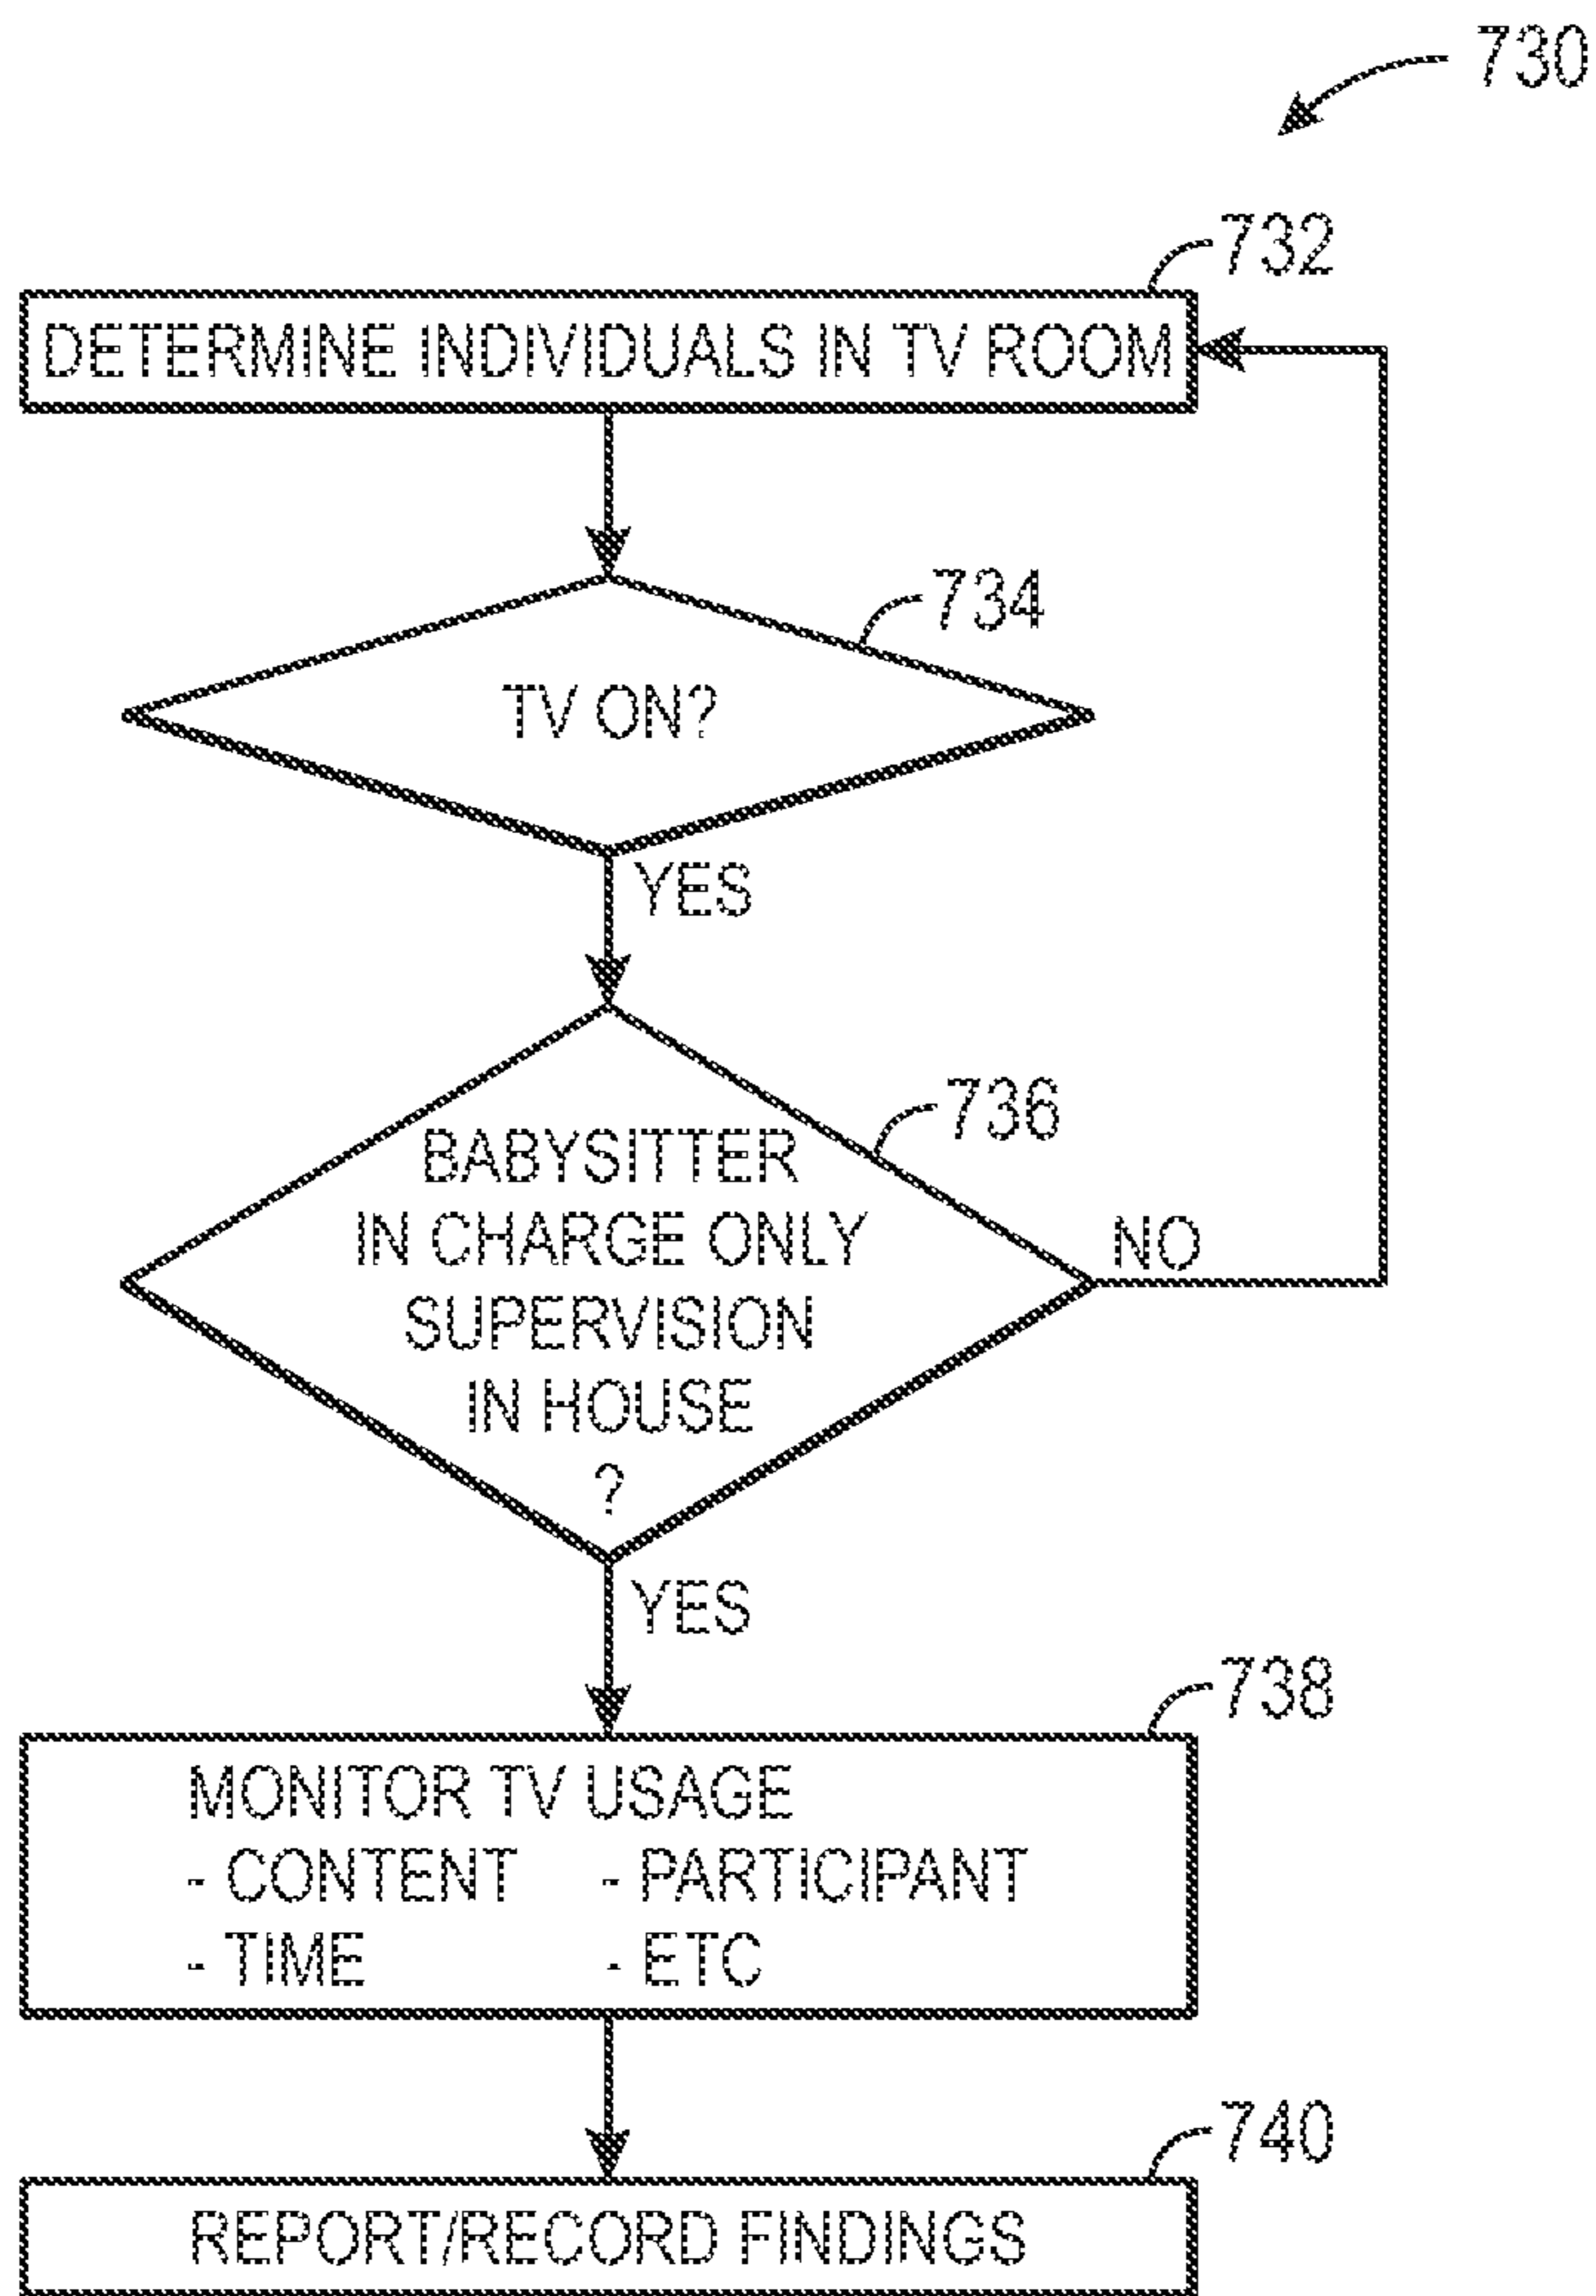 730
732
DETERMINE INDIVIDUALS IN TV ROOM
734
TV ON?
YES
736
BABYSITTER
IN CHARGE ONLY
SUPERVISION
IN HOUSE
?
NO
YES
738
MONITOR TV USAGE
- CONTENT - PARTICIPANT
- TIME - ETC
740
REPORT/RECORD FINDINGS